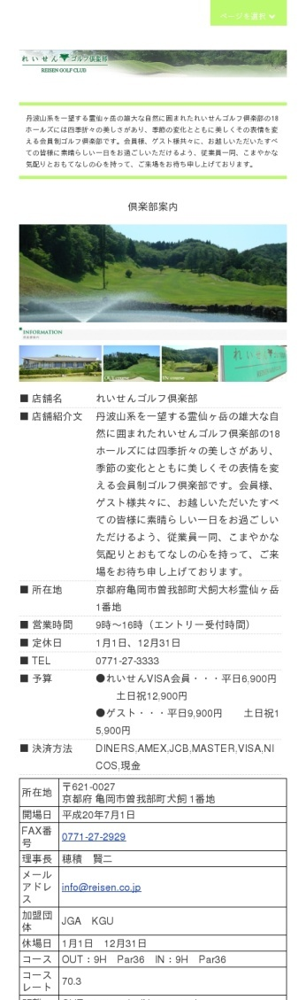 ページを選択
れいせん ゴルフ倶楽部
REISEN GOLF CLUB
丹波山系を一望する霊仙ヶ岳の雄大な自然に囲まれたれいせんゴルフ倶楽部の18
ホールズには四季折々の美しさがあり、季節の変化とともに美しくその表情を変
える会員制ゴルフ倶楽部です。会員様、ゲスト様共々に、お越しいただいたすべ
ての皆様に素晴らしい一日をお過ごしいただけるよう、従業員一同、こまやかな
気配りとおもてなしの心を持って、ご来場をお待ち申し上げております。
倶楽部案内
INFORMATION
OUT course
IN course
■ 店舗名 れいせんゴルフ倶楽部
■ 店舗紹介文 丹波山系を一望する霊仙ヶ岳の雄大な自
然に囲まれたれいせんゴルフ倶楽部の18
ホールズには四季折々の美しさがあり、
季節の変化とともに美しくその表情を変
える会員制ゴルフ倶楽部です。会員様、
ゲスト様共々に、お越しいただいたすべ
ての皆様に素晴らしい一日をお過ごしい
ただけるよう、従業員一同、こまやかな
気配りとおもてなしの心を持って、ご来
場をお待ち申し上げております。
■ 所在地 京都府亀岡市曽我部町犬飼大杉霊仙ヶ岳
1番地
■ 営業時間 9時〜16時（エントリー受付時間）
■ 定休日 1月1日、12月31日
■ TEL 0771-27-3333
■ 予算 ●れいせんVISA会員・・・平日6,900円
土日祝12,900円
●ゲスト・・・平日9,900円 土日祝1
5,900円
■ 決済方法 DINERS,AMEX,JCB,MASTER,VISA,NI
COS,現金
所在地 〒621-0027
京都府 亀岡市曽我部町犬飼 1番地
開場日 平成20年7月1日
FAX番
号 0771-27-2929
理事長 穂積 賢二
メール
アドレ
ス info@reisen.co.jp
加盟団
体 JGA KGU
休場日 1月1日 12月31日
コース OUT：9H Par36 IN：9H Par36
コース
レート 70.3